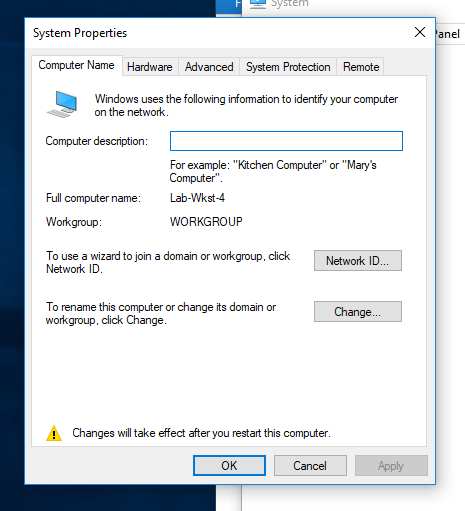 System
Panel
System Properties
Computer Name Hardware Advanced System Protection Remote
Windows uses the following information to identify your computer
on the network.
Computer description:
For example: "Kitchen Computer" or "Mary's
Computer".
Full computer name: Lab-Wkst-4
Workgroup: WORKGROUP
To use a wizard to join a domain or workgroup, click
Network ID.
Network ID...
To rename this computer or change its domain or
workgroup, click Change.
Change...
Changes will take effect after you restart this computer.
OK Cancel Apply